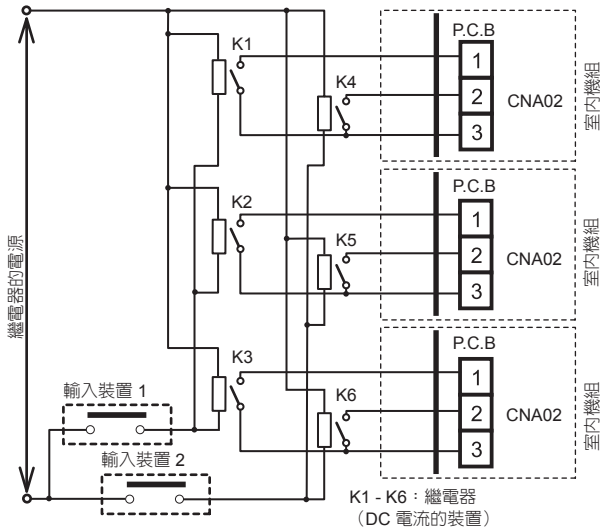 K1
K4
P.C.B
1
2
3
CNA02
室內機組
K2
K5
P.C.B
1
2
3
CNA02
室內機組
K3
K6
P.C.B
1
2
3
CNA02
室內機組
繼電器的電源
輸入裝置 1
輸入裝置 2
K1 - K6：繼電器
（DC 電流的裝置）